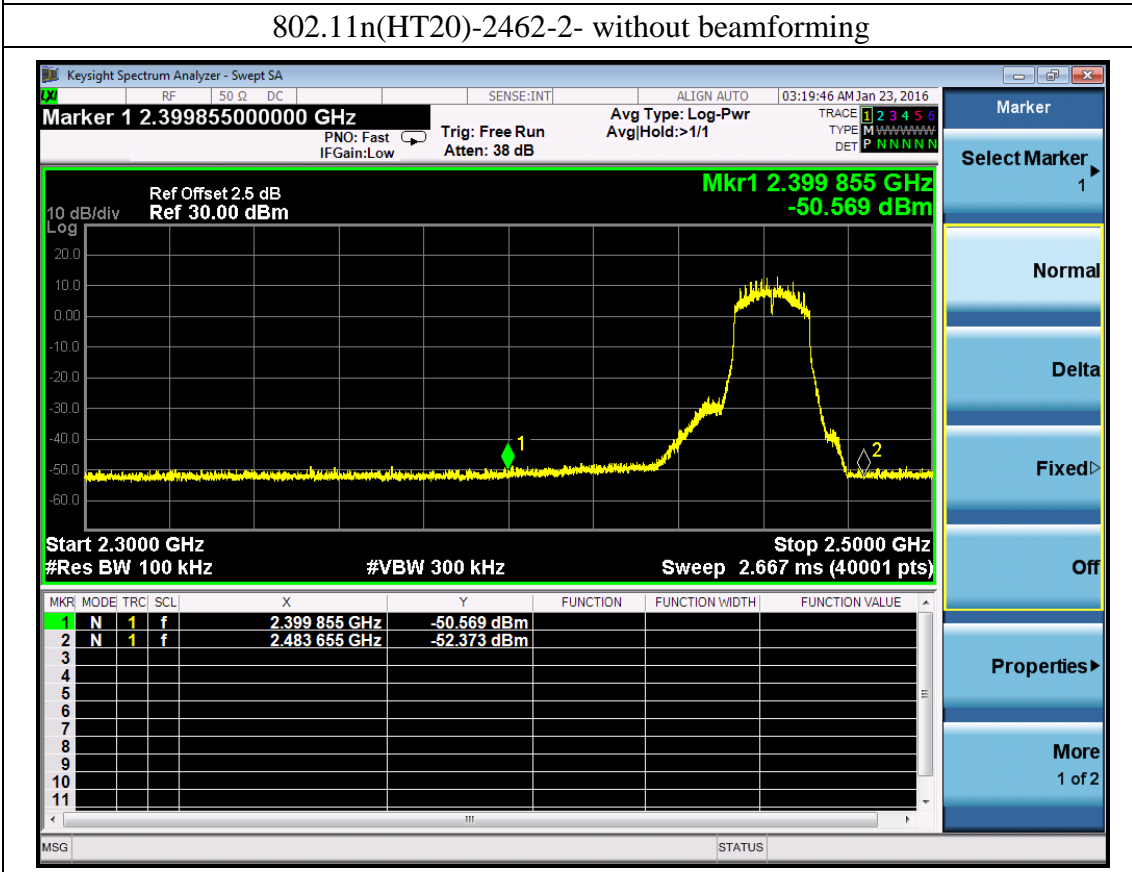 802.11n(HT20)-2462-2- without beamforming
Keysight Spectrum Analyzer - Swept SA
LXI RF 50 Ω DC SENSE:INT ALIGN AUTO 03:19:46 AM Jan 23, 2016
Marker 1 2.399855000000 GHz
PNO: Fast
IFGain:Low
Trig: Free Run
Atten: 38 dB
Avg Type: Log-Pwr
Avg|Hold:>1/1
TRACE 1 2 3 4 5 6
TYPE M WWWWW
DET P N N N N N
Mkr1 2.399 855 GHz
-50.569 dBm
Ref Offset 2.5 dB
Ref 30.00 dBm
10 dB/div
Log
20.0
10.0
0.00
-10.0
-20.0
-30.0
-40.0
-50.0
-60.0
1
2
Start 2.3000 GHz
Stop 2.5000 GHz
#Res BW 100 kHz
#VBW 300 kHz
Sweep 2.667 ms (40001 pts)
MKR MODE TRC SCL X Y FUNCTION FUNCTION WIDTH FUNCTION VALUE
1 N 1 f 2.399 855 GHz -50.569 dBm
2 N 1 f 2.483 655 GHz -52.373 dBm
3
4
5
6
7
8
9
10
11
MSG
STATUS
Marker
Select Marker
1
Normal
Delta
Fixed
Off
Properties
More
1 of 2